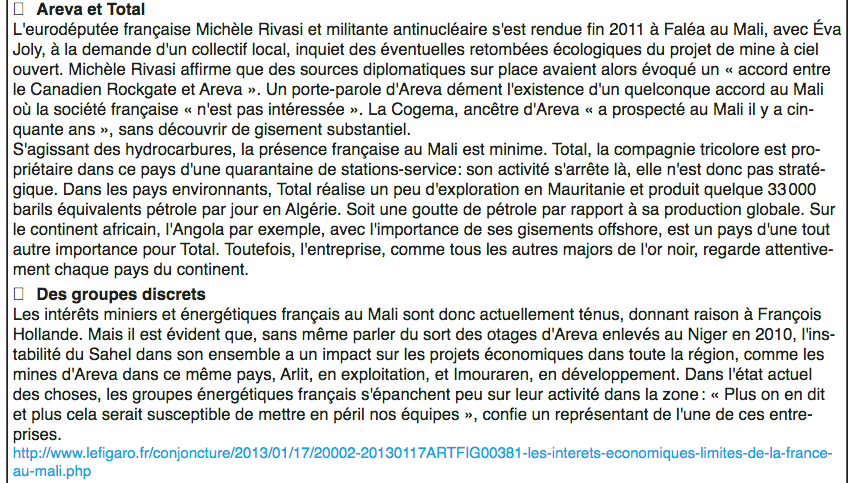 Areva et Total
L'eurodéputée française Michèle Rivasi et militante antinucléaire s'est rendue fin 2011 à Faléa au Mali, avec Éva
Joly, à la demande d'un collectif local, inquiet des éventuelles retombées écologiques du projet de mine à ciel
ouvert. Michèle Rivasi affirme que des sources diplomatiques sur place avaient alors évoqué un « accord entre
le Canadien Rockgate et Areva ». Un porte-parole d'Areva dément l'existence d'un quelconque accord au Mali
où la société française « n'est pas intéressée ». La Cogema, ancêtre d'Areva « a prospecté au Mali il y a cin-
quante ans », sans découvrir de gisement substantiel.
S'agissant des hydrocarbures, la présence française au Mali est minime. Total, la compagnie tricolore est pro-
priétaire dans ce pays d'une quarantaine de stations-service: son activité s'arrête là, elle n'est donc pas straté-
gique. Dans les pays environnants, Total réalise un peu d'exploration en Mauritanie et produit quelque 33 000
barils équivalents pétrole par jour en Algérie. Soit une goutte de pétrole par rapport à sa production globale. Sur
le continent africain, l'Angola par exemple, avec l'importance de ses gisements offshore, est un pays d'une tout
autre importance pour Total. Toutefois, l'entreprise, comme tous les autres majors de l'or noir, regarde attentive-
ment chaque pays du continent.
Des groupes discrets
Les intérêts miniers et énergétiques français au Mali sont donc actuellement ténus, donnant raison à François
Hollande. Mais il est évident que, sans même parler du sort des otages d'Areva enlevés au Niger en 2010, l'ins-
tabilité du Sahel dans son ensemble a un impact sur les projets économiques dans toute la région, comme les
mines d'Areva dans ce même pays, Arlit, en exploitation, et Imouraren, en développement. Dans l'état actuel
des choses, les groupes énergétiques français s'épanchent peu sur leur activité dans la zone : « Plus on en dit
et plus cela serait susceptible de mettre en péril nos équipes », confie un représentant de l'une de ces entre-
prises.
http://www.lefigaro.fr/conjoncture/2013/01/17/20002-20130117ARTFIG00381-les-interets-economiques-limites-de-la-france-
au-mali.php